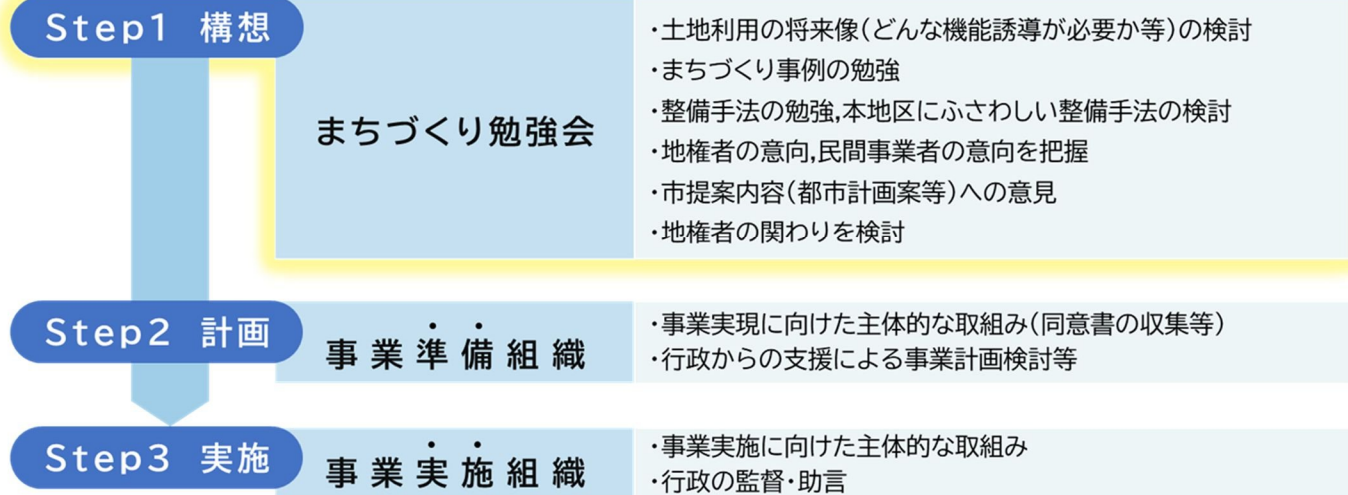 Step1 構想
まちづくり勉強会
・土地利用の将来像(どんな機能誘導が必要か等)の検討
・まちづくり事例の勉強
・整備手法の勉強,本地区にふさわしい整備手法の検討
・地権者の意向,民間事業者の意向を把握
・市提案内容(都市計画案等)への意見
・地権者の関わりを検討
Step2 計画
事業準備組織
・事業実現に向けた主体的な取組み(同意書の収集等)
・行政からの支援による事業計画検討等
Step3 実施
事業実施組織
・事業実施に向けた主体的な取組み
・行政の監督・助言